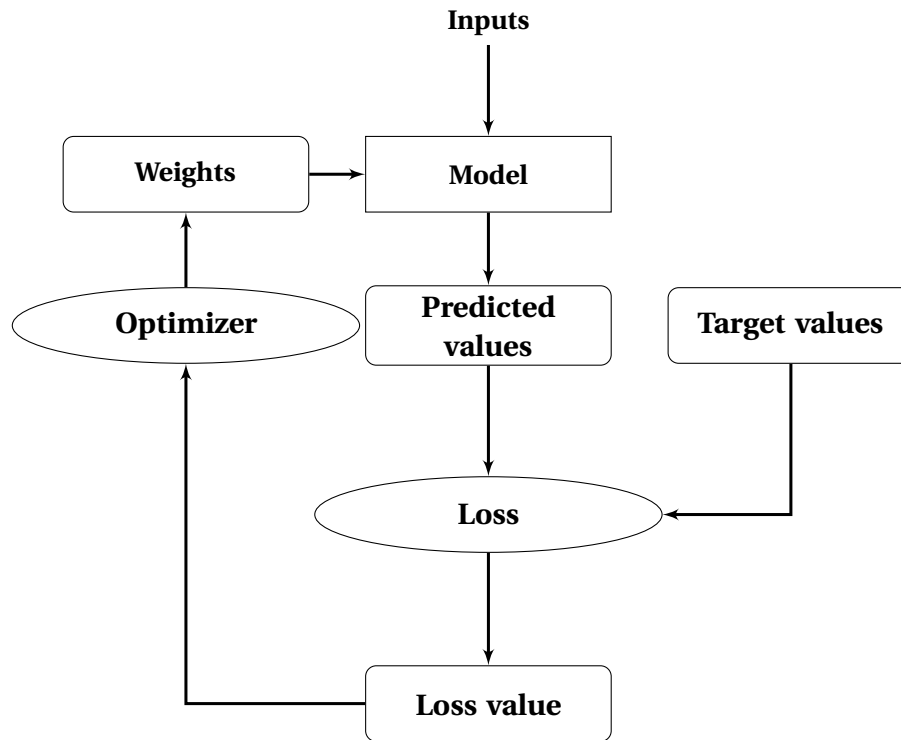 Inputs
Weights
Model
Optimizer
Predicted
values
Target values
Loss
Loss value